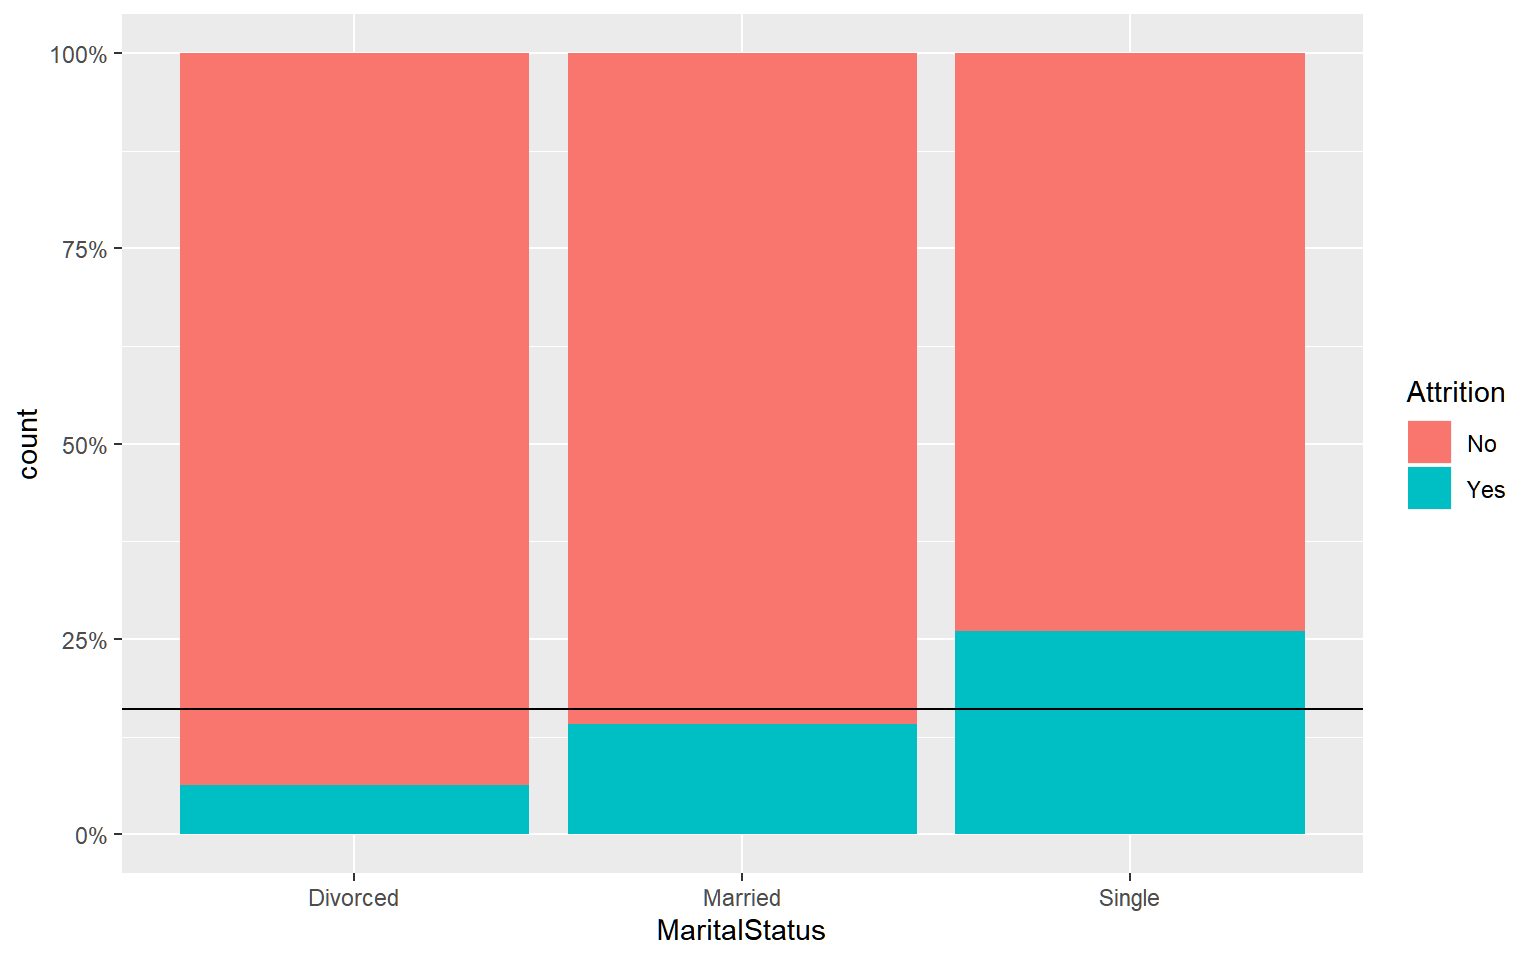 100%
75%
50%
25%
0%
count
Divorced
Married
Single
MaritalStatus
Attrition
No
Yes